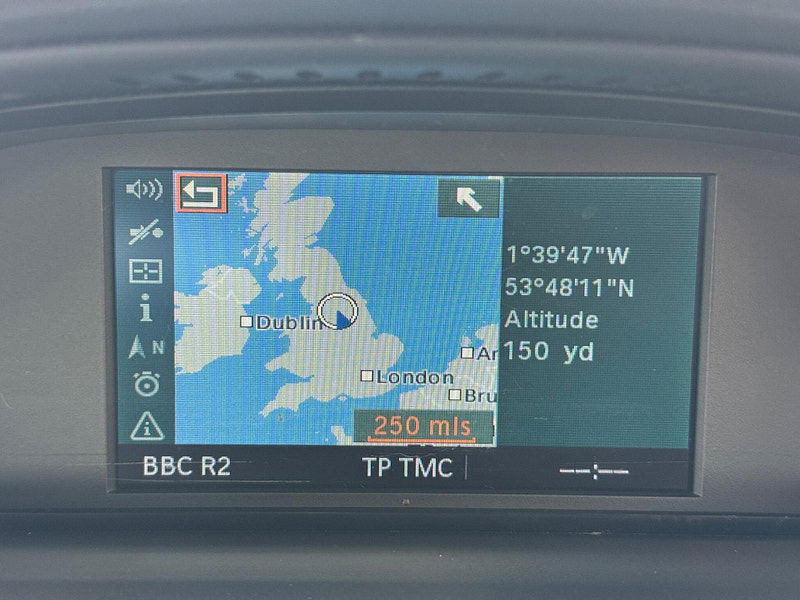 1°39'47"W
53°48'11"N
Altitude
150 yd
Dublin
London
Ar
Bru
N
250 mls
BBC R2
TP TMC